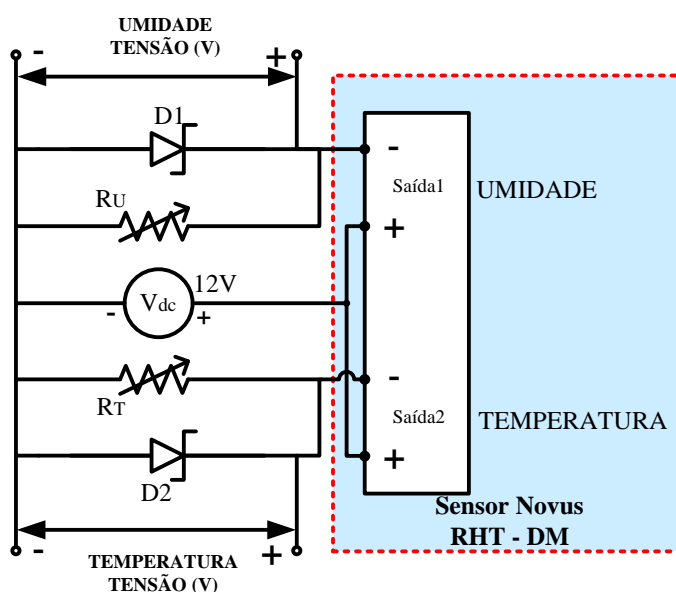 UMIDADE
TENSÃO (V)
- +
D1
RU
12V
Vdc
- +
RT
D2
- +
TEMPERATURA
TENSÃO (V)
-
Saída1
UMIDADE
+
-
Saída2
TEMPERATURA
+
Sensor Novus
RHT - DM